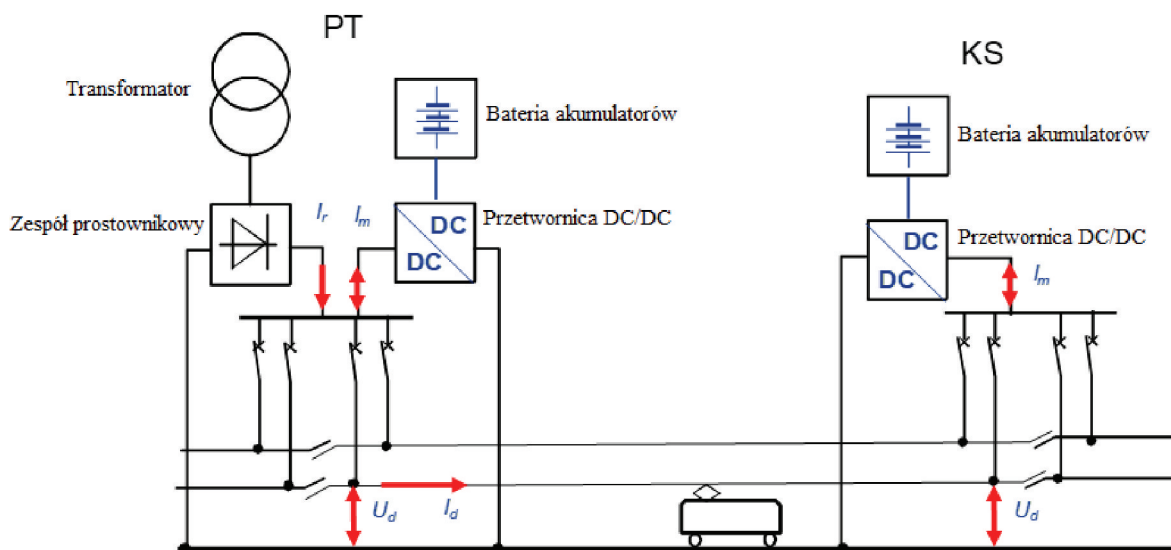 PT
KS
Transformator
Bateria akumulatorów
Bateria akumulatorów
Zespół prostownikowy
I_r
I_m
DC
DC
Przetwornica DC/DC
DC
DC
Przetwornica DC/DC
I_m
U_d
I_d
U_d